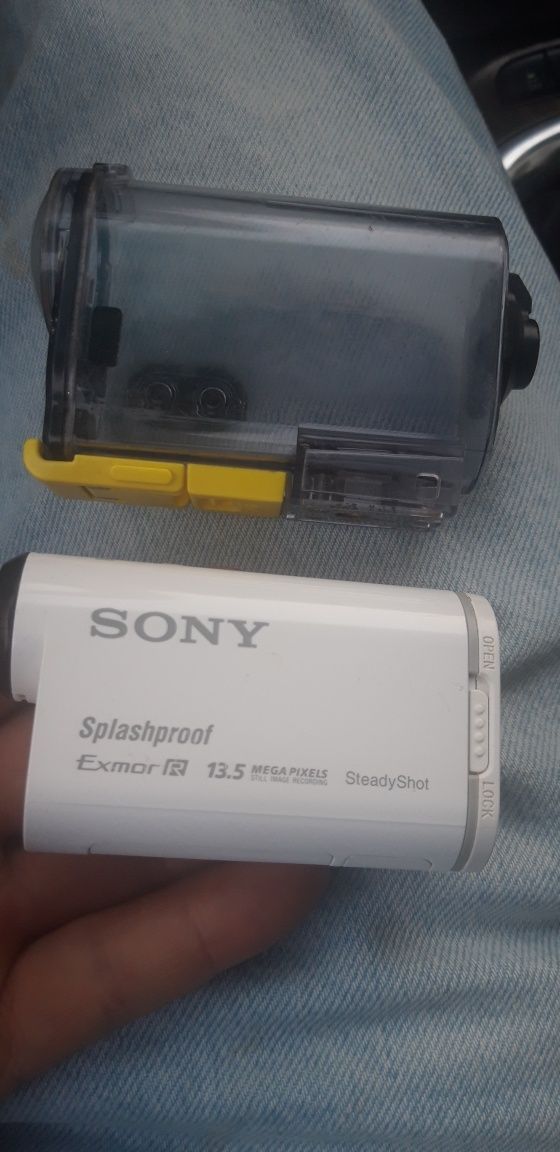 SONY
Splashproof
Exmor R 13.5 MEGA PIXELS SteadyShot
STILL IMAGE RECORDING
OPEN
LOCK